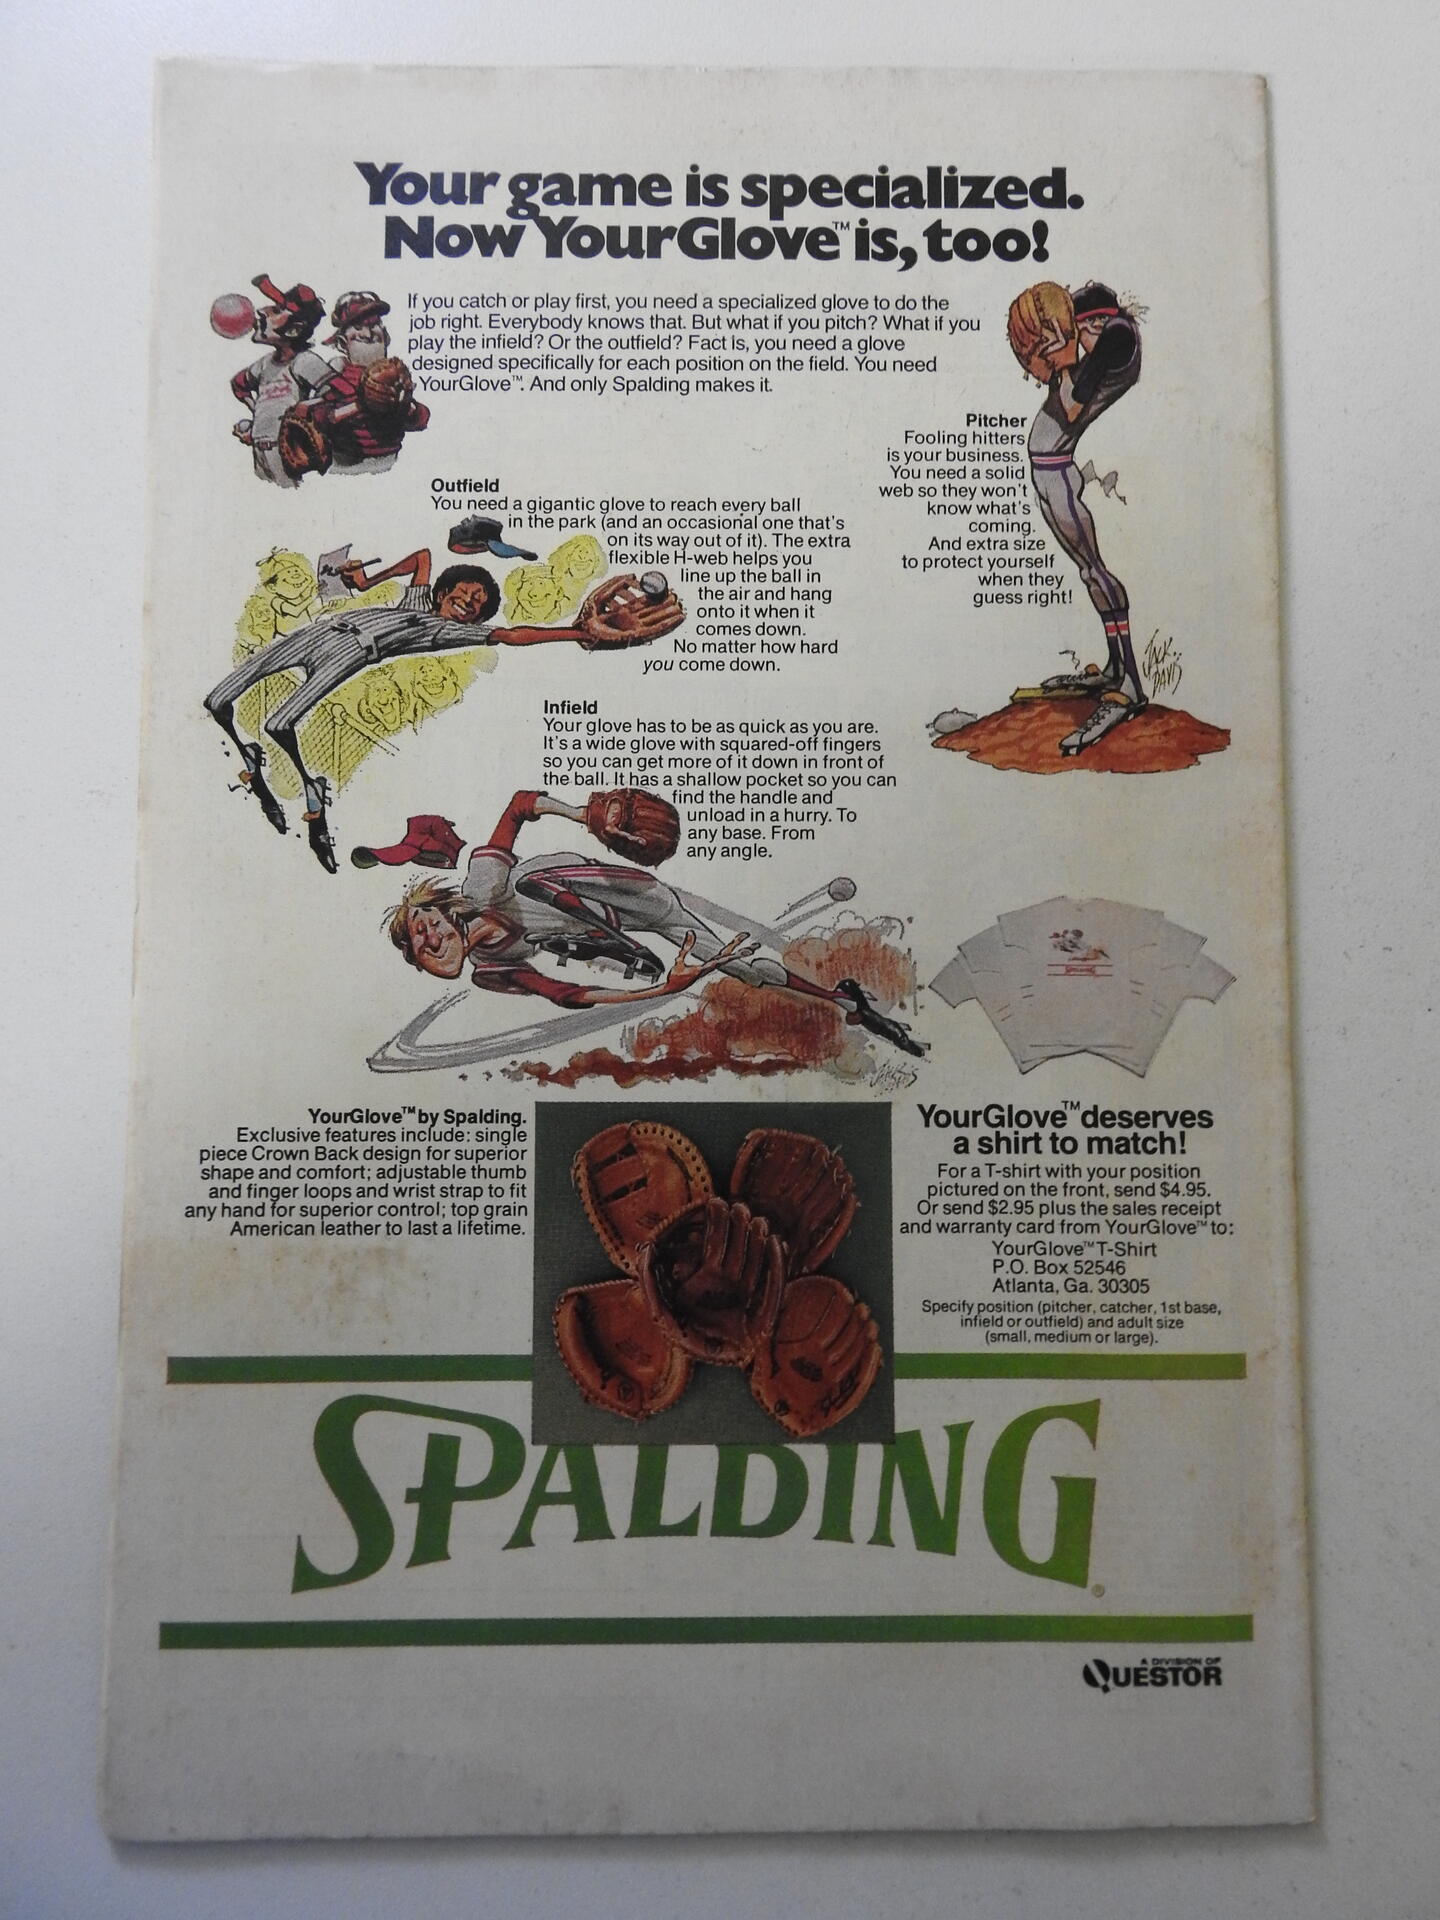 Your game is specialized.
Now YourGlove™ is, too!
If you catch or play first, you need a specialized glove to do the
job right. Everybody knows that. But what if you pitch? What if you
play the infield? Or the outfield? Fact is, you need a glove
designed specifically for each position on the field. You need
YourGlove™. And only Spalding makes it.
Pitcher
Fooling hitters
is your business.
You need a solid
web so they won't
know what's
coming.
And extra size
to protect yourself
when they
guess right!
JACK
DAVIS
Outfield
You need a gigantic glove to reach every ball
in the park (and an occasional one that's
on its way out of it). The extra
flexible H-web helps you
line up the ball in
the air and hang
onto it when it
comes down.
No matter how hard
you come down.
Infield
Your glove has to be as quick as you are.
It's a wide glove with squared-off fingers
so you can get more of it down in front of
the ball. It has a shallow pocket so you can
find the handle and
unload in a hurry. To
any base. From
any angle.
SPALDING
YourGlove™ by Spalding.
Exclusive features include: single
piece Crown Back design for superior
shape and comfort; adjustable thumb
and finger loops and wrist strap to fit
any hand for superior control; top grain
American leather to last a lifetime.
YourGlove™ deserves
a shirt to match!
For a T-shirt with your position
pictured on the front, send $4.95.
Or send $2.95 plus the sales receipt
and warranty card from YourGlove™ to:
YourGlove™ T-Shirt
P.O. Box 52546
Atlanta, Ga. 30305
Specify position (pitcher, catcher, 1st base,
infield or outfield) and adult size
(small, medium or large).
SPALDING®
A DIVISION OF
QUESTOR